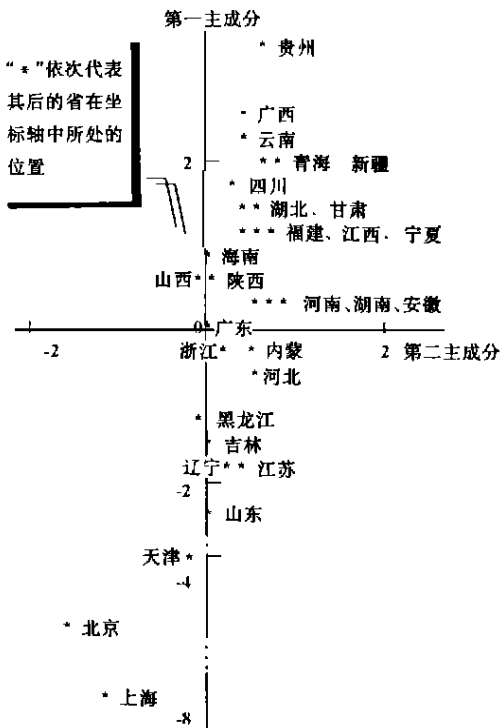 第一主成分
* 贵州
“*”依次代表
其后的省在坐
标轴中所处的
位置
* 广西
* 云南
2 ** 青海 新疆
* 四川
** 湖北、甘肃
*** 福建、江西、宁夏
* 海南
山西 ** 陕西
*** 河南、湖南、安徽
0 广东
-2 浙江 * * 内蒙 2 第二主成分
* 河北
* 黑龙江
* 吉林
辽宁 ** 江苏
-2
* 山东
天津 *
-4
* 北京
* 上海
-8